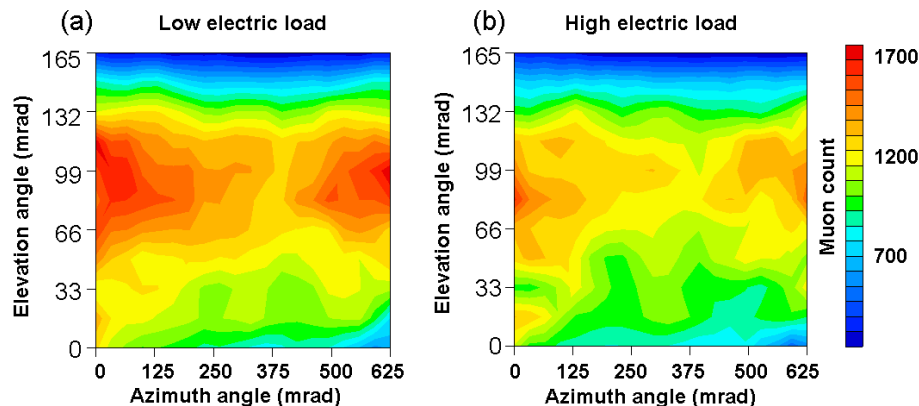 (a)
Low electric load
165
132
99
66
33
0
Elevation angle (mrad)
0 125 250 375 500 625
Azimuth angle (mrad)
(b)
High electric load
165
132
99
66
33
0
Elevation angle (mrad)
0 125 250 375 500 625
Azimuth angle (mrad)
1700
1200
700
Muon count